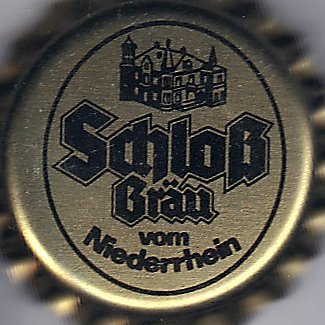 Schloß
Bräu
vom
Niederrhein